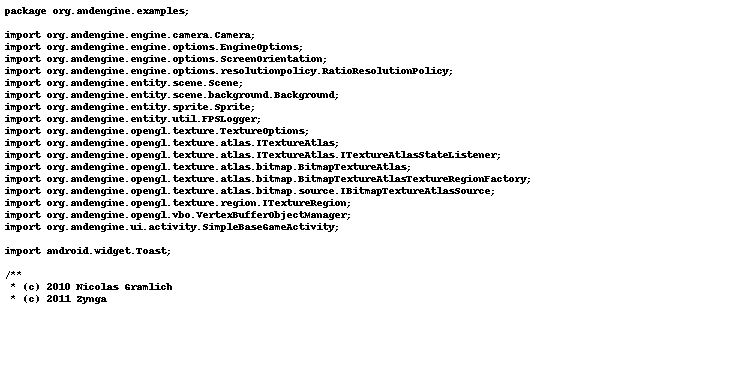 package org.andengine.examples;

import org.andengine.engine.camera.Camera;
import org.andengine.engine.options.EngineOptions;
import org.andengine.engine.options.ScreenOrientation;
import org.andengine.engine.options.resolutionpolicy.RatioResolutionPolicy;
import org.andengine.entity.scene.Scene;
import org.andengine.entity.scene.background.Background;
import org.andengine.entity.sprite.Sprite;
import org.andengine.entity.util.FPSLogger;
import org.andengine.opengl.texture.TextureOptions;
import org.andengine.opengl.texture.atlas.ITextureAtlas;
import org.andengine.opengl.texture.atlas.ITextureAtlas.ITextureAtlasStateListener;
import org.andengine.opengl.texture.atlas.bitmap.BitmapTextureAtlas;
import org.andengine.opengl.texture.atlas.bitmap.BitmapTextureAtlasTextureRegionFactory;
import org.andengine.opengl.texture.atlas.bitmap.source.IBitmapTextureAtlasSource;
import org.andengine.opengl.texture.region.ITextureRegion;
import org.andengine.opengl.vbo.VertexBufferObjectManager;
import org.andengine.ui.activity.SimpleBaseGameActivity;

import android.widget.Toast;

/**
 * (c) 2010 Nicolas Gramlich
 * (c) 2011 Zynga